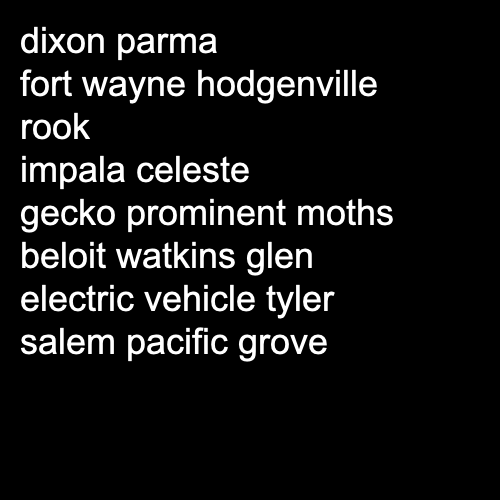 dixon parma
fort wayne hodgenville
rook
impala celeste
gecko prominent moths
beloit watkins glen
electric vehicle tyler
salem pacific grove